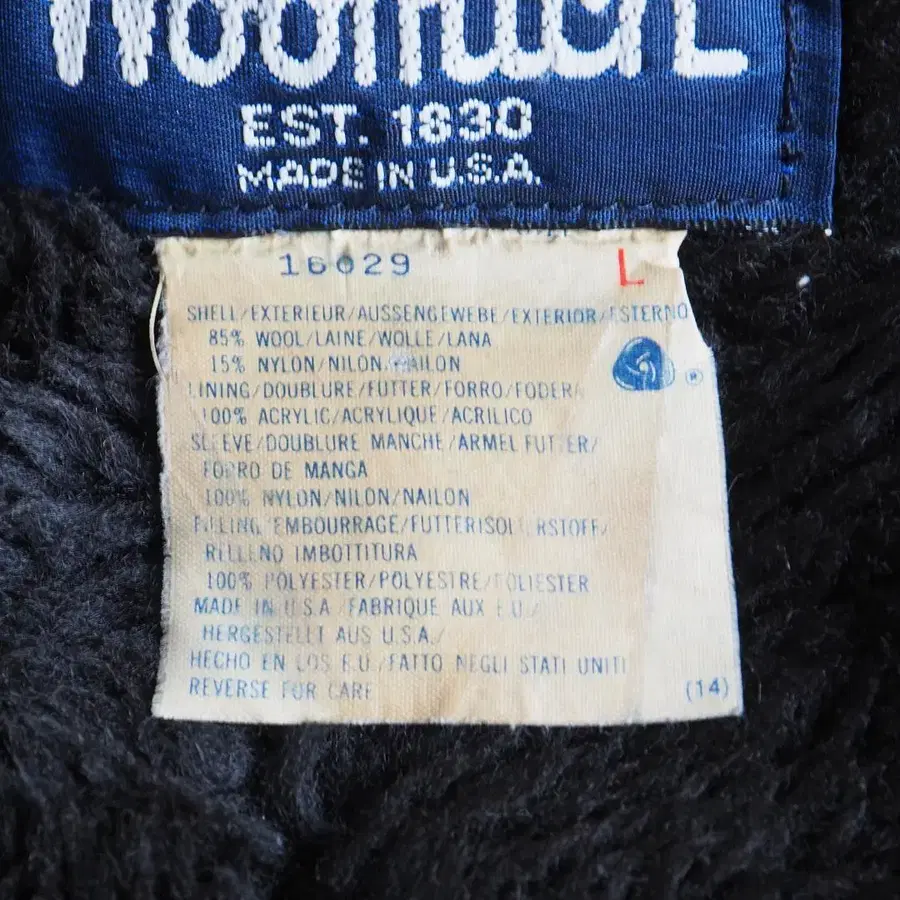 Woolrich
EST. 1830
MADE IN U.S.A.
16029 L
SHELL/EXTERIEUR/AUSSENGEWEBE/EXTERIOR/ESTERNO
85% WOOL/LAINE/WOLLE/LANA
15% NYLON/NILON/NAILON
LINING/DOUBLURE/FUTTER/FORRO/FODERA
100% ACRYLIC/ACRYLIQUE/ACRILICO
SLEEVE/DOUBLURE MANCHE/ARMEL FUTTER/
FORRO DE MANGA
100% NYLON/NILON/NAILON
FILLING/EMBOURRAGE/FUTTERISOLIERSTOFF/
RELLENO IMBOTTITURA
100% POLYESTER/POLYESTRE/POLIESTER
MADE IN U.S.A/FABRIQUE AUX E.U./
HERGESTELLT AUS U.S.A./
HECHO EN LOS E.U./FATTO NEGLI STATI UNITI
REVERSE FOR CARE (14)